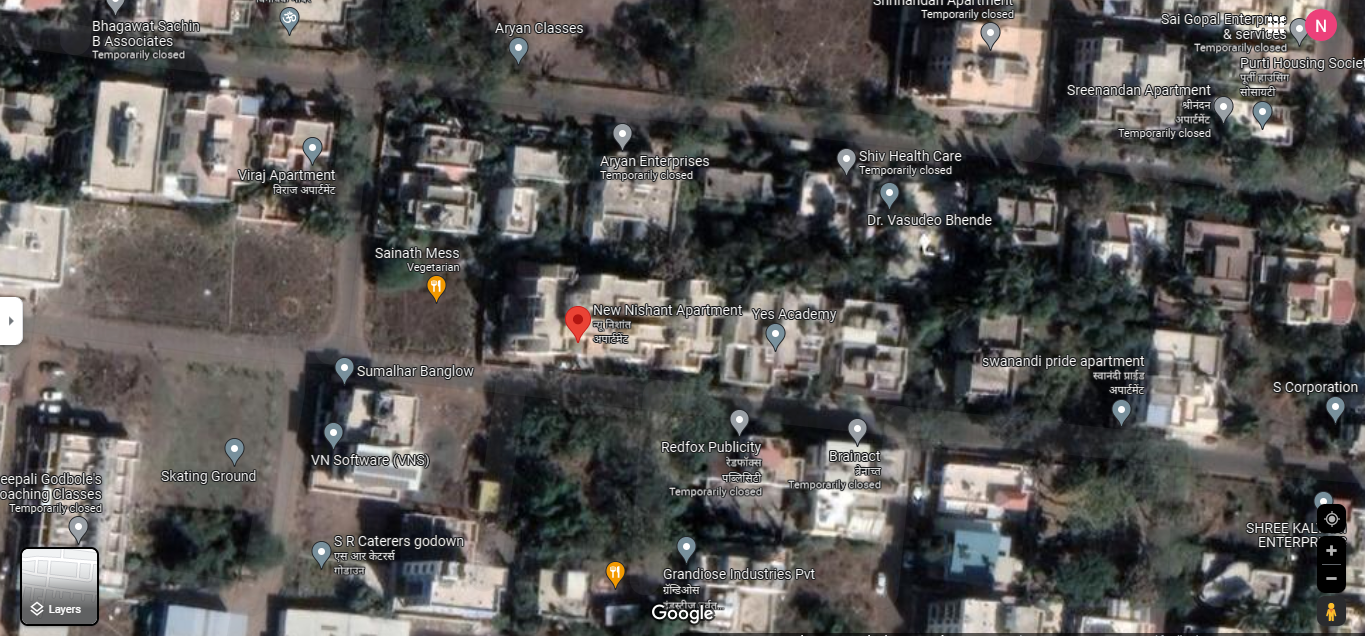 Bhagawat Sachin
B Associates
Temporarily closed
Aryan Classes
Shrinandan Apartment
Temporarily closed
Sai Gopal Enterprise
& services
Temporarily closed
N
Purti Housing Societ
पूर्ती हाउसिंग
सोसायटी
Sreenandan Apartment
श्रीनंदन
अपार्टमेंट
Temporarily closed
Viraj Apartment
विराज अपार्टमेंट
Aryan Enterprises
Temporarily closed
Shiv Health Care
Temporarily closed
Dr. Vasudeo Bhende
Sainath Mess
Vegetarian
New Nishant Apartment
न्यू निशांत
अपार्टमेंट
Yes Academy
Sumalhar Banglow
swanandi pride apartment
स्वानंदी प्राईड
अपार्टमेंट
S Corporation
VN Software (VNS)
Skating Ground
Redfox Publicity
रेडफॉक्स
पब्लिसिटी
Temporarily closed
Brainact
ब्रेनाच्त
Temporarily closed
eepali Godbole's
oaching Classes
Temporarily closed
S R Caterers godown
एस आर केटरर्स
गोडाउन
Grandiose Industries Pvt
ग्रॅन्डिओस
SHREE KAL
ENTERPR
Layers
Google